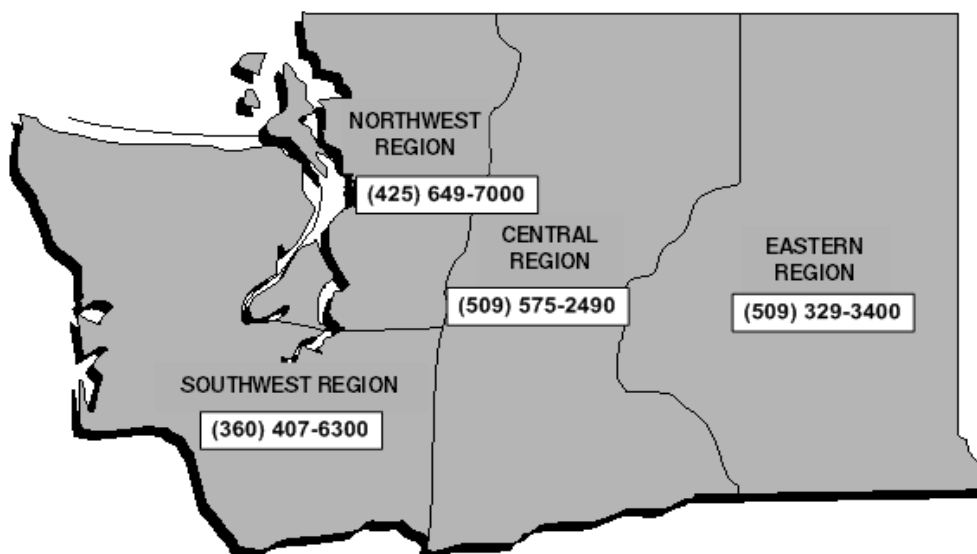 NORTHWEST
REGION
(425) 649-7000
CENTRAL
REGION
(509) 575-2490
EASTERN
REGION
(509) 329-3400
SOUTHWEST REGION
(360) 407-6300